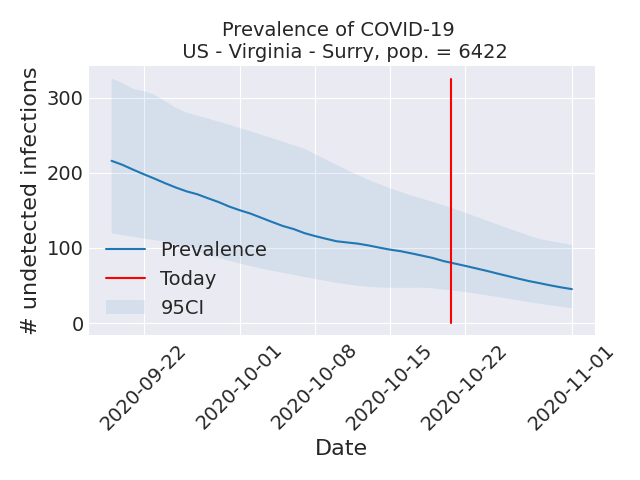 Prevalence of COVID-19
US - Virginia - Surry, pop. = 6422
# undetected infections
300
200
100
0
Prevalence
Today
95CI
2020-09-22
2020-10-01
2020-10-08
2020-10-15
2020-10-22
2020-11-01
Date